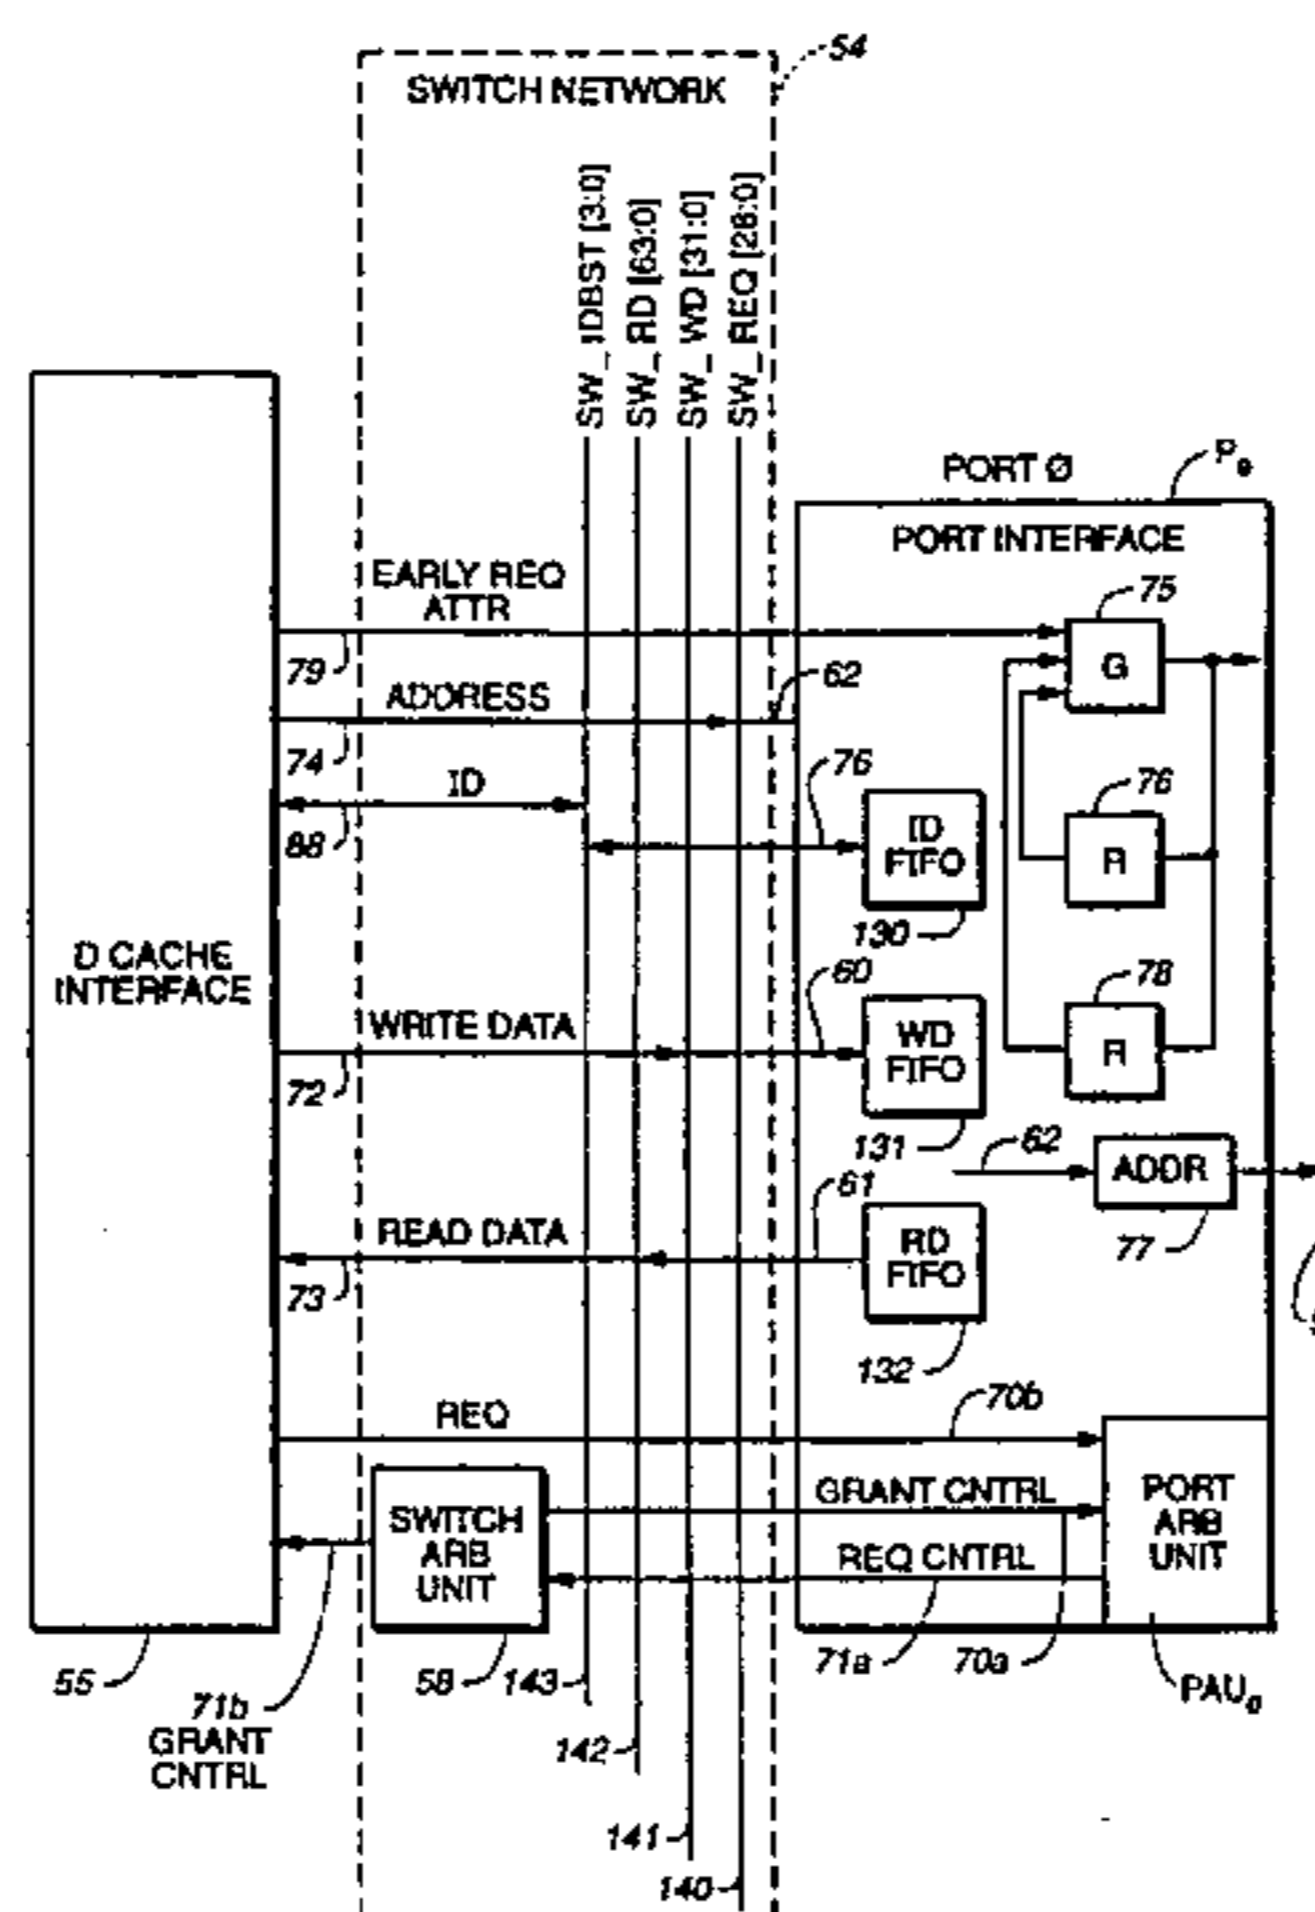 54
SWITCH NETWORK
SW_IDBST [3:0]
SW_RD [63:0]
SW_WD [31:0]
SW_REQ [28:0]
PORT Ø
P0
PORT INTERFACE
EARLY REQ
ATTR
79
75
G
ADDRESS
62
74
ID
88
76
ID
FIFO
130
76
R
D CACHE
INTERFACE
WRITE DATA
72
60
WD
FIFO
131
78
R
62
ADDR
77
READ DATA
73
61
RD
FIFO
132
REQ
70b
SWITCH
ARB
UNIT
GRANT CNTRL
REQ CNTRL
PORT
ARB
UNIT
55
71b
GRANT
CNTRL
58
143
142
141
140
71a
70a
PAU0